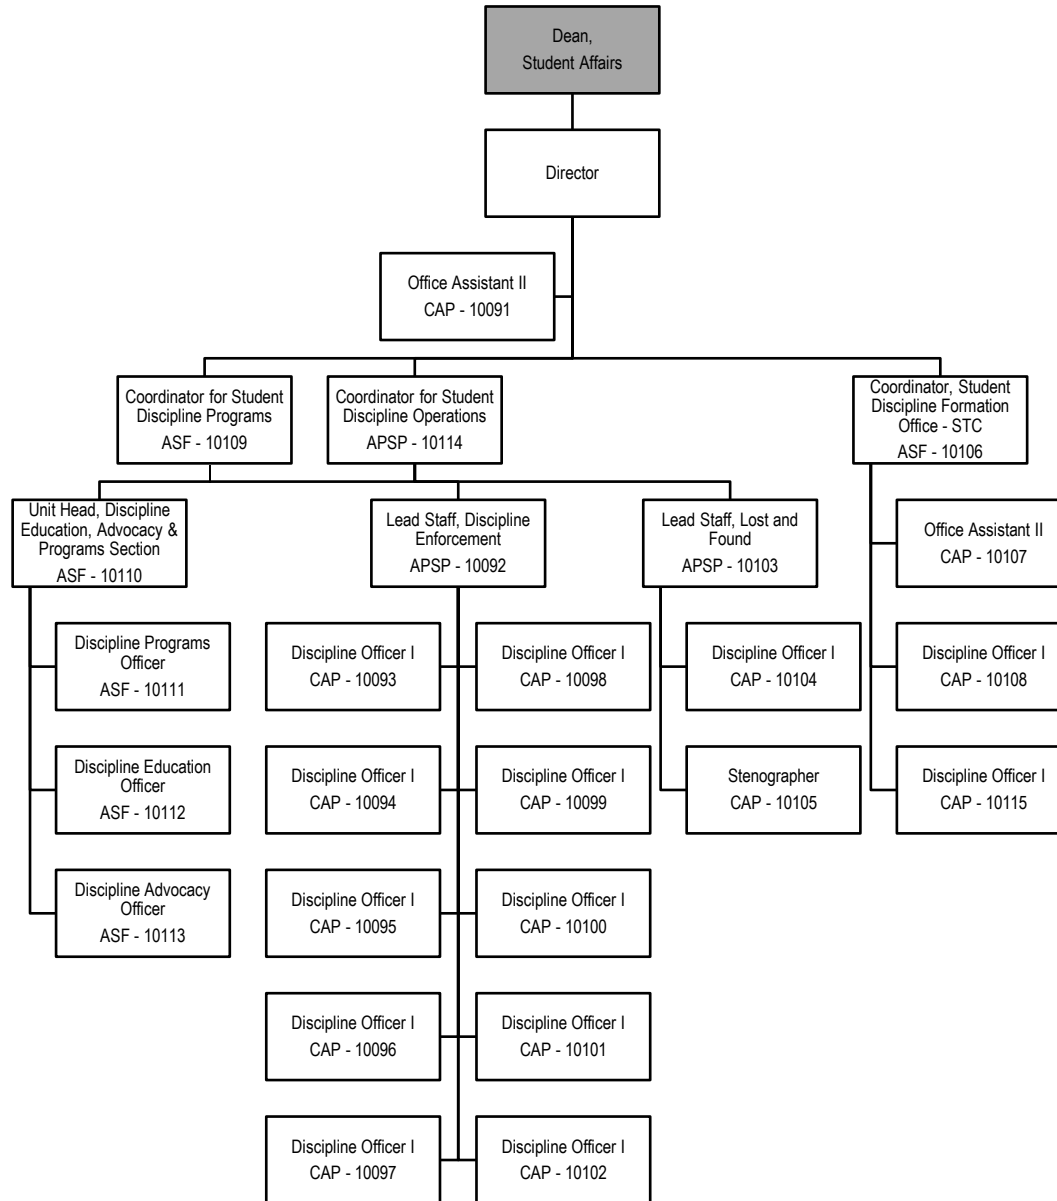 Dean,
Student Affairs
Director
Office Assistant II
CAP - 10091
Coordinator for Student
Discipline Programs
ASF - 10109
Coordinator for Student
Discipline Operations
APSP - 10114
Coordinator, Student
Discipline Formation
Office - STC
ASF - 10106
Unit Head, Discipline
Education, Advocacy &
Programs Section
ASF - 10110
Lead Staff, Discipline
Enforcement
APSP - 10092
Lead Staff, Lost and
Found
APSP - 10103
Office Assistant II
CAP - 10107
Discipline Programs
Officer
ASF - 10111
Discipline Officer I
CAP - 10093
Discipline Officer I
CAP - 10098
Discipline Officer I
CAP - 10104
Discipline Officer I
CAP - 10108
Discipline Education
Officer
ASF - 10112
Discipline Officer I
CAP - 10094
Discipline Officer I
CAP - 10099
Stenographer
CAP - 10105
Discipline Officer I
CAP - 10115
Discipline Advocacy
Officer
ASF - 10113
Discipline Officer I
CAP - 10095
Discipline Officer I
CAP - 10100
Discipline Officer I
CAP - 10096
Discipline Officer I
CAP - 10101
Discipline Officer I
CAP - 10097
Discipline Officer I
CAP - 10102